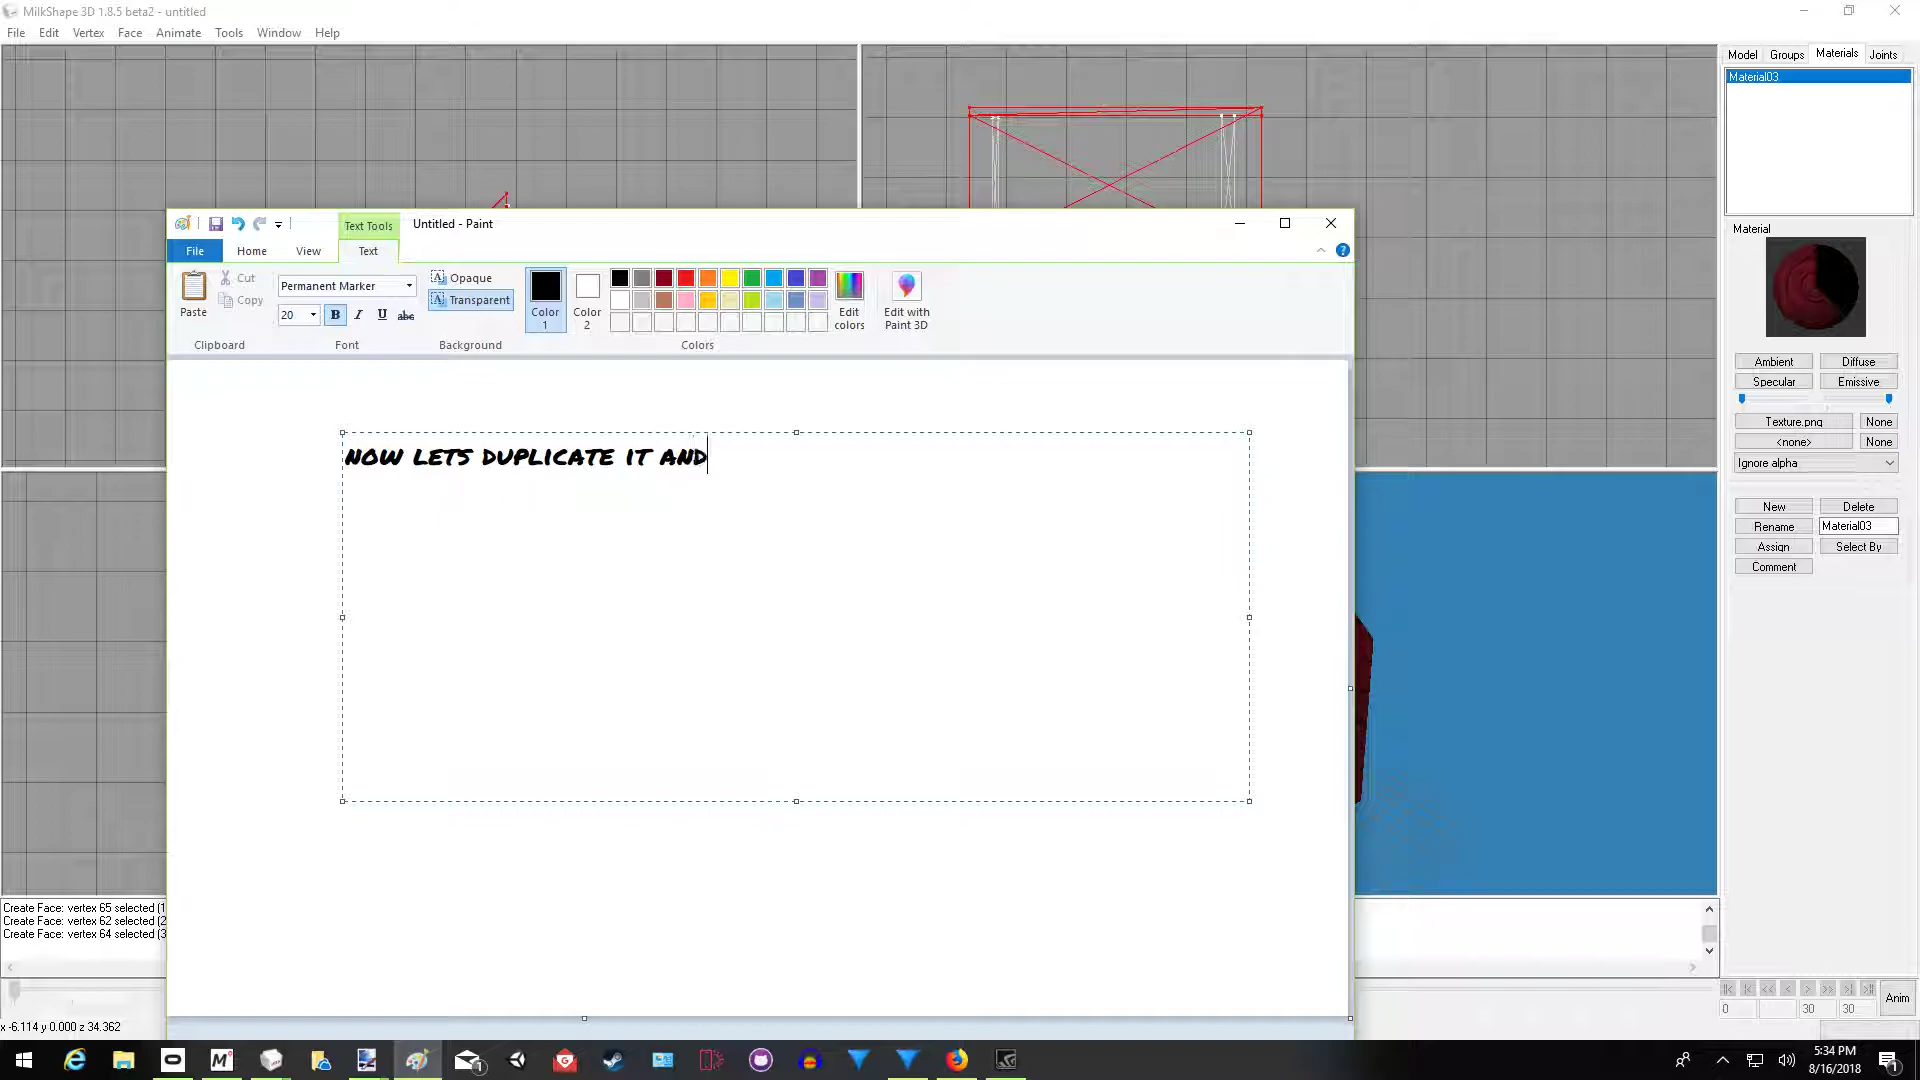 MilkShape 3D 1.8.5 beta2 - untitled
File Edit Vertex Face Animate Tools Window Help
Model Groups Materials Joints
Material03
Material
Ambient Diffuse
Specular Emissive
Texture.png None
<none> None
Ignore alpha
New Delete
Rename Material03
Assign Select By
Comment
Text Tools Untitled - Paint
File Home View Text
Paste Cut Copy
Clipboard
Permanent Marker
20 B I U abc
Font
Opaque
Transparent
Background
Color 1
Color 2
Edit colors
Colors
Edit with Paint 3D
NOW LETS DUPLICATE IT AND
Create Face: vertex 65 selected (1
Create Face: vertex 62 selected (2
Create Face: vertex 64 selected (3
Anim
0 30 30
x -6.114 y 0.000 z 34.362
5:34 PM
8/16/2018